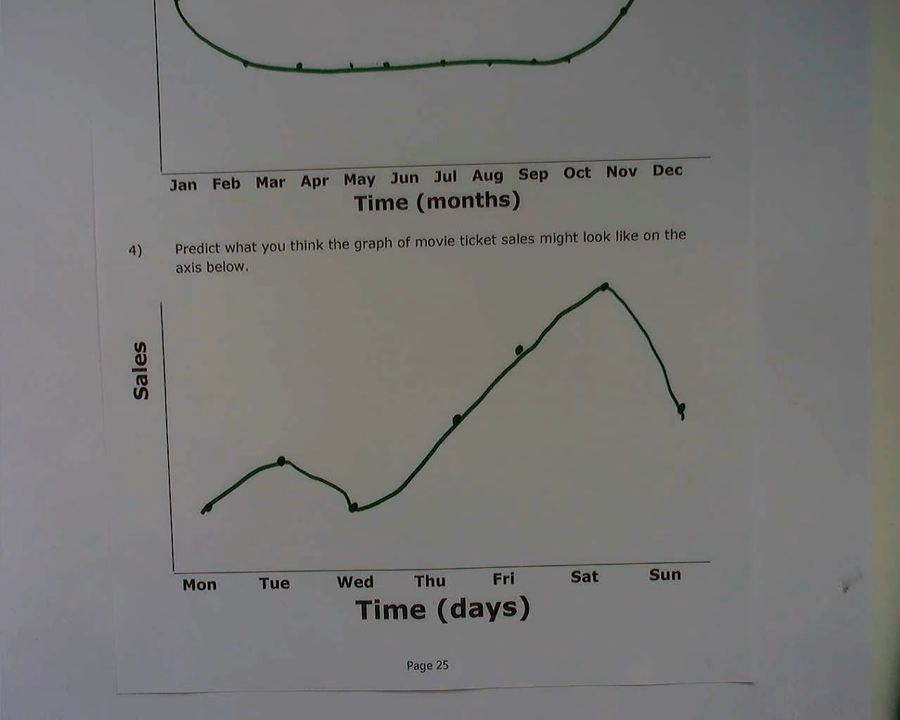 Jan Feb Mar Apr May Jun Jul Aug Sep Oct Nov Dec
Time (months)
4) Predict what you think the graph of movie ticket sales might look like on the
axis below.
Sales
Mon Tue Wed Thu Fri Sat Sun
Time (days)
Page 25